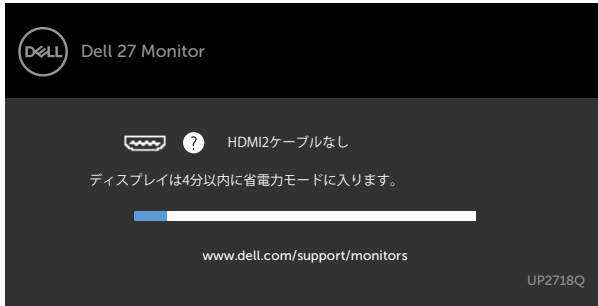 DELL
Dell 27 Monitor
? HDMI2ケーブルなし
ディスプレイは4分以内に省電力モードに入ります。
www.dell.com/support/monitors
UP2718Q